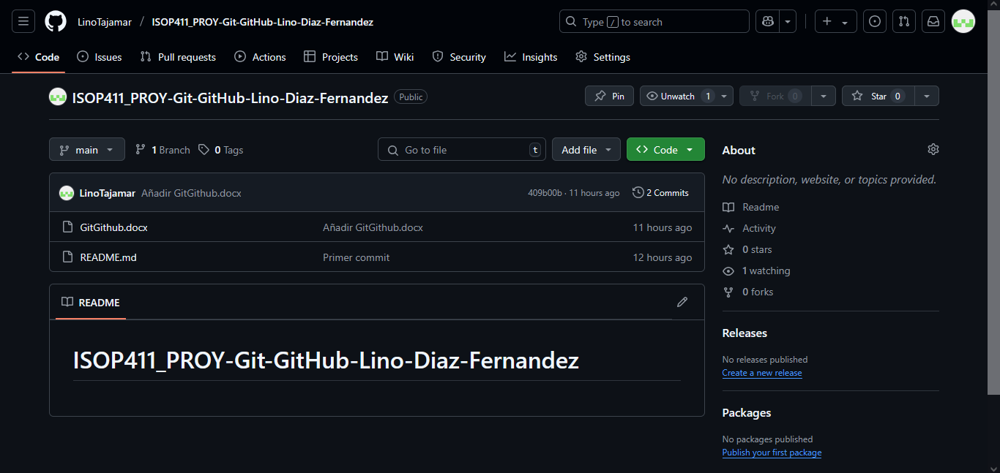 LinoTajamar / ISOP411_PROY-Git-GitHub-Lino-Diaz-Fernandez Type / to search
Code Issues Pull requests Actions Projects Wiki Security Insights Settings
ISOP411_PROY-Git-GitHub-Lino-Diaz-Fernandez Public Pin Unwatch 1 Fork 0 Star 0
main 1 Branch 0 Tags Go to file t Add file Code
LinoTajamar Añadir GitGithub.docx 409b00b · 11 hours ago 2 Commits
GitGithub.docx Añadir GitGithub.docx 11 hours ago
README.md Primer commit 12 hours ago
README
ISOP411_PROY-Git-GitHub-Lino-Diaz-Fernandez
About
No description, website, or topics provided.
Readme
Activity
0 stars
1 watching
0 forks
Releases
No releases published
Create a new release
Packages
No packages published
Publish your first package